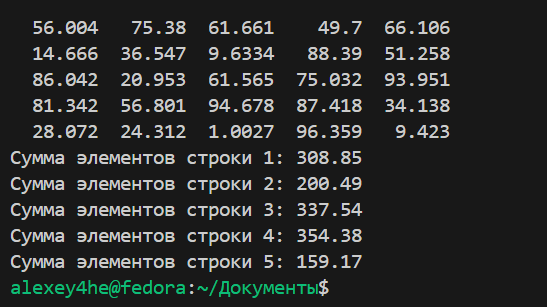 56.004 75.38 61.661 49.7 66.106
14.666 36.547 9.6334 88.39 51.258
86.042 20.953 61.565 75.032 93.951
81.342 56.801 94.678 87.418 34.138
28.072 24.312 1.0027 96.359 9.423
Сумма элементов строки 1: 308.85
Сумма элементов строки 2: 200.49
Сумма элементов строки 3: 337.54
Сумма элементов строки 4: 354.38
Сумма элементов строки 5: 159.17
alexey4he@fedora:~/Документы$